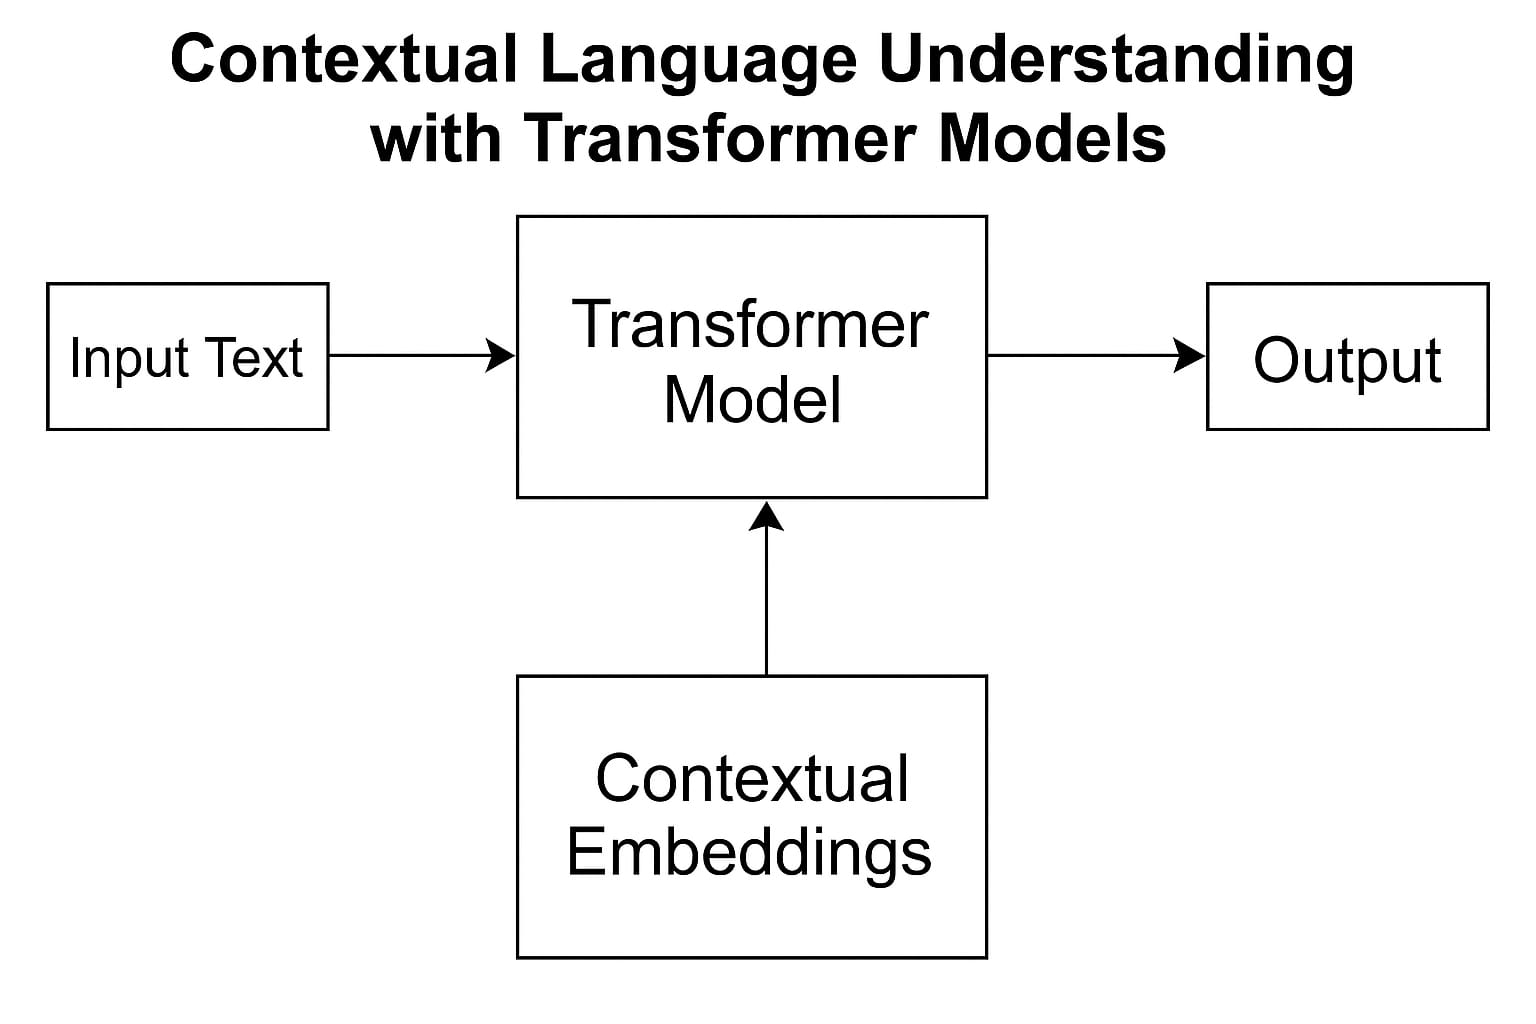 Contextual Language Understanding
with Transformer Models
Input Text
Transformer
Model
Output
Contextual
Embeddings